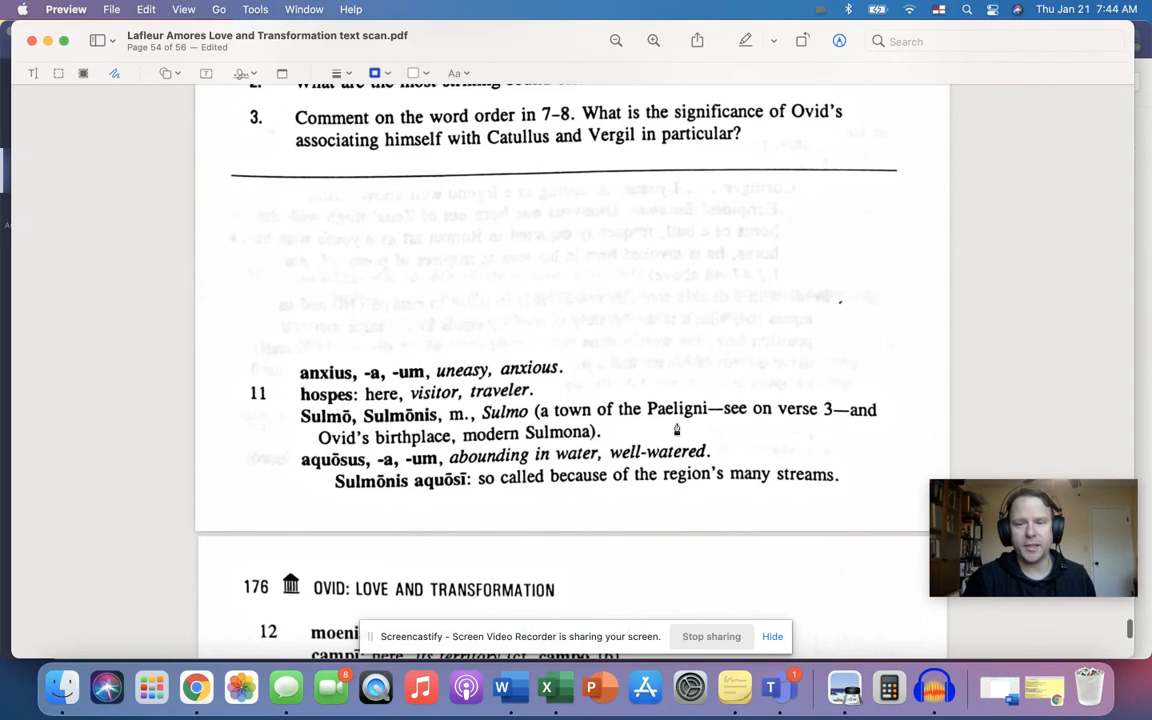 Preview File Edit View Go Tools Bookmarks Window Help Thu Jan 21 7:44 AM
Lafleur Amores Love and Transformation text scan.pdf
Page 54 of 56 — Edited
Search
Aa
3. Comment on the word order in 7–8. What is the significance of Ovid's
associating himself with Catullus and Vergil in particular?
anxius, -a, -um, uneasy, anxious.
11 hospes: here, visitor, traveler.
Sulmō, Sulmōnis, m., Sulmo (a town of the Paeligni—see on verse 3—and
Ovid's birthplace, modern Sulmona).
aquōsus, -a, -um, abounding in water, well-watered.
Sulmōnis aquōsī: so called because of the region's many streams.
176 OVID: LOVE AND TRANSFORMATION
12 moeni
Screencastify - Screen Video Recorder is sharing your screen. Stop sharing Hide
8
1